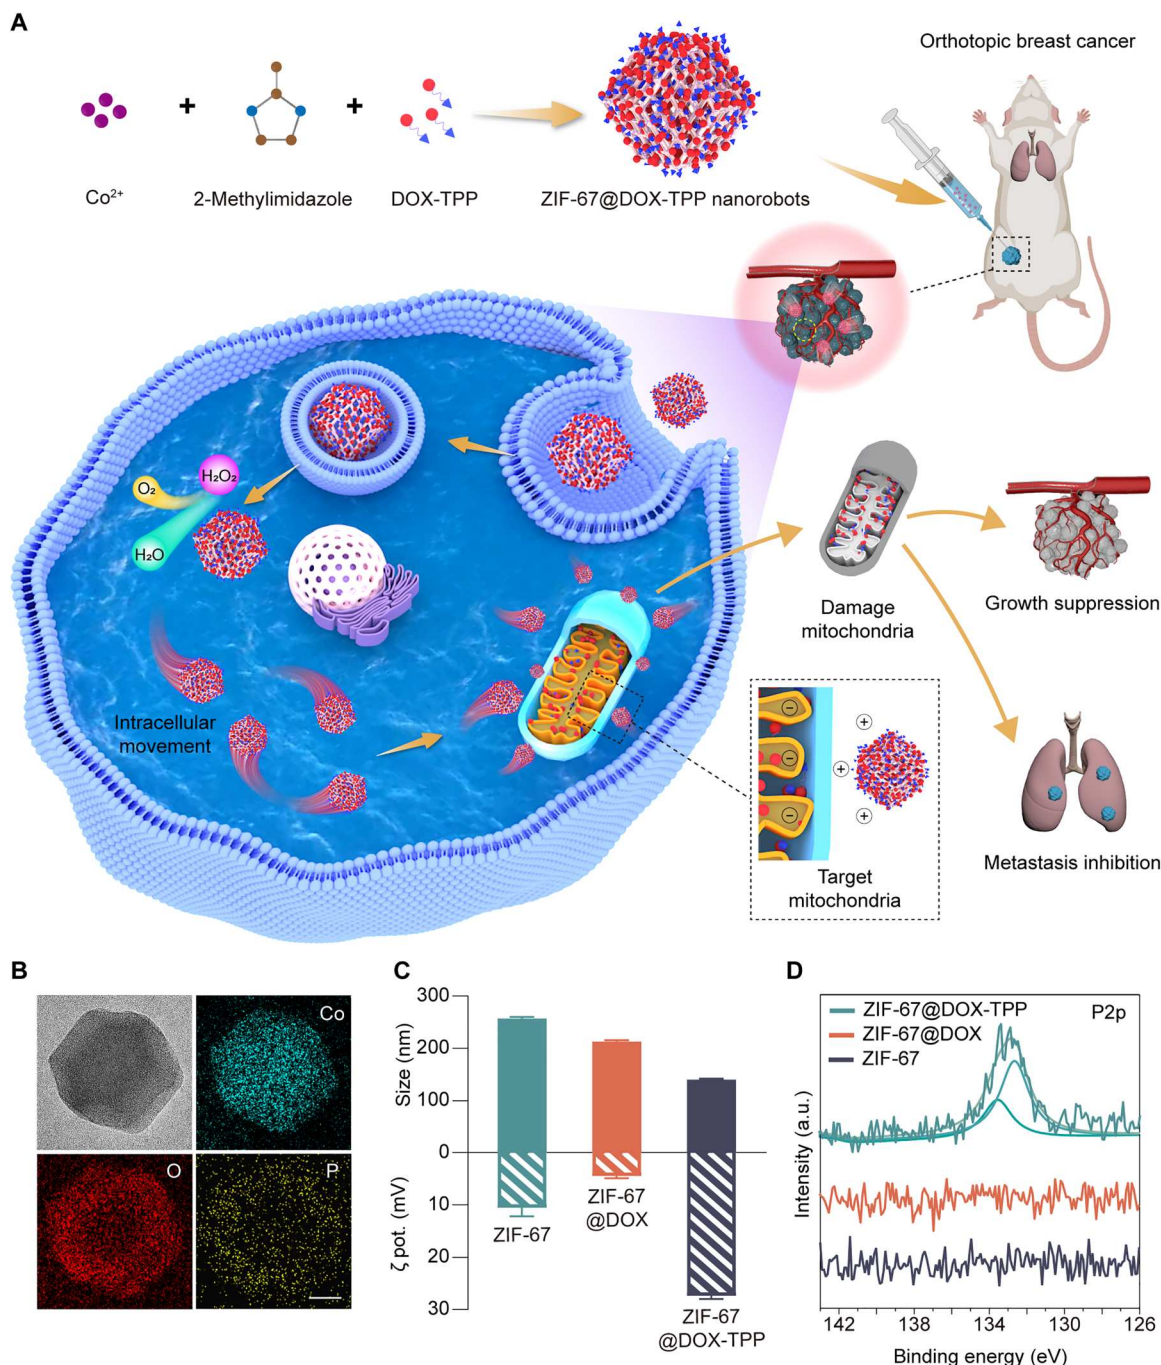 A
Orthotopic breast cancer
+
+
Co²⁺
2-Methylimidazole
DOX-TPP
ZIF-67@DOX-TPP nanorobots
O₂
H₂O₂
H₂O
Intracellular
movement
Damage
mitochondria
Growth suppression
Target
mitochondria
Metastasis inhibition
B
Co
O
P
C
300
200
100
0
10
20
30
Size (nm)
ζ pot. (mV)
ZIF-67
ZIF-67
@DOX
ZIF-67
@DOX-TPP
D
ZIF-67@DOX-TPP
ZIF-67@DOX
ZIF-67
P2p
Intensity (a.u.)
142 138 134 130 126
Binding energy (eV)